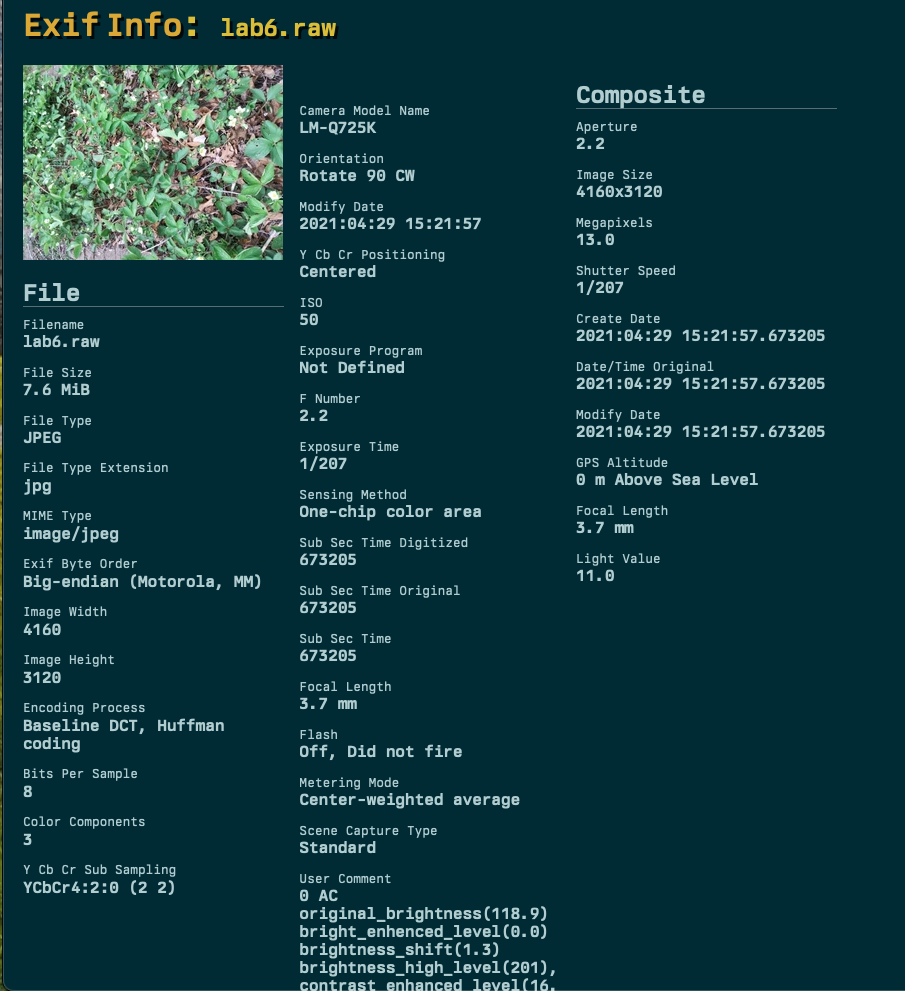 Exif Info: lab6.raw
File
Filename
lab6.raw
File Size
7.6 MiB
File Type
JPEG
File Type Extension
jpg
MIME Type
image/jpeg
Exif Byte Order
Big-endian (Motorola, MM)
Image Width
4160
Image Height
3120
Encoding Process
Baseline DCT, Huffman
coding
Bits Per Sample
8
Color Components
3
Y Cb Cr Sub Sampling
YCbCr4:2:0 (2 2)
Camera Model Name
LM-Q725K
Orientation
Rotate 90 CW
Modify Date
2021:04:29 15:21:57
Y Cb Cr Positioning
Centered
ISO
50
Exposure Program
Not Defined
F Number
2.2
Exposure Time
1/207
Sensing Method
One-chip color area
Sub Sec Time Digitized
673205
Sub Sec Time Original
673205
Sub Sec Time
673205
Focal Length
3.7 mm
Flash
Off, Did not fire
Metering Mode
Center-weighted average
Scene Capture Type
Standard
User Comment
0 AC
original_brightness(118.9)
bright_enhenced_level(0.0)
brightness_shift(1.3)
brightness_high_level(201),
contrast_enhanced_level(16.
Composite
Aperture
2.2
Image Size
4160x3120
Megapixels
13.0
Shutter Speed
1/207
Create Date
2021:04:29 15:21:57.673205
Date/Time Original
2021:04:29 15:21:57.673205
Modify Date
2021:04:29 15:21:57.673205
GPS Altitude
0 m Above Sea Level
Focal Length
3.7 mm
Light Value
11.0